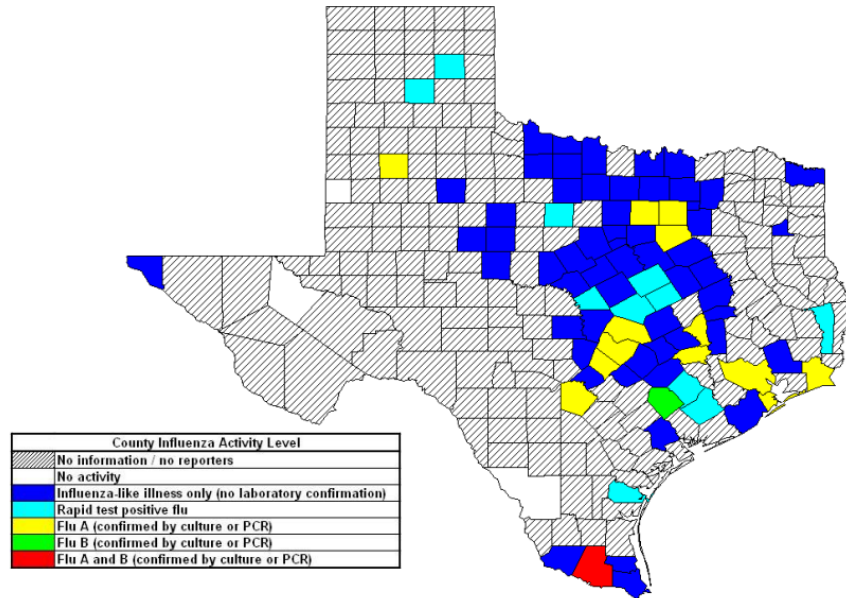 County Influenza Activity Level
No information / no reporters
No activity
Influenza-like illness only (no laboratory confirmation)
Rapid test positive flu
Flu A (confirmed by culture or PCR)
Flu B (confirmed by culture or PCR)
Flu A and B (confirmed by culture or PCR)